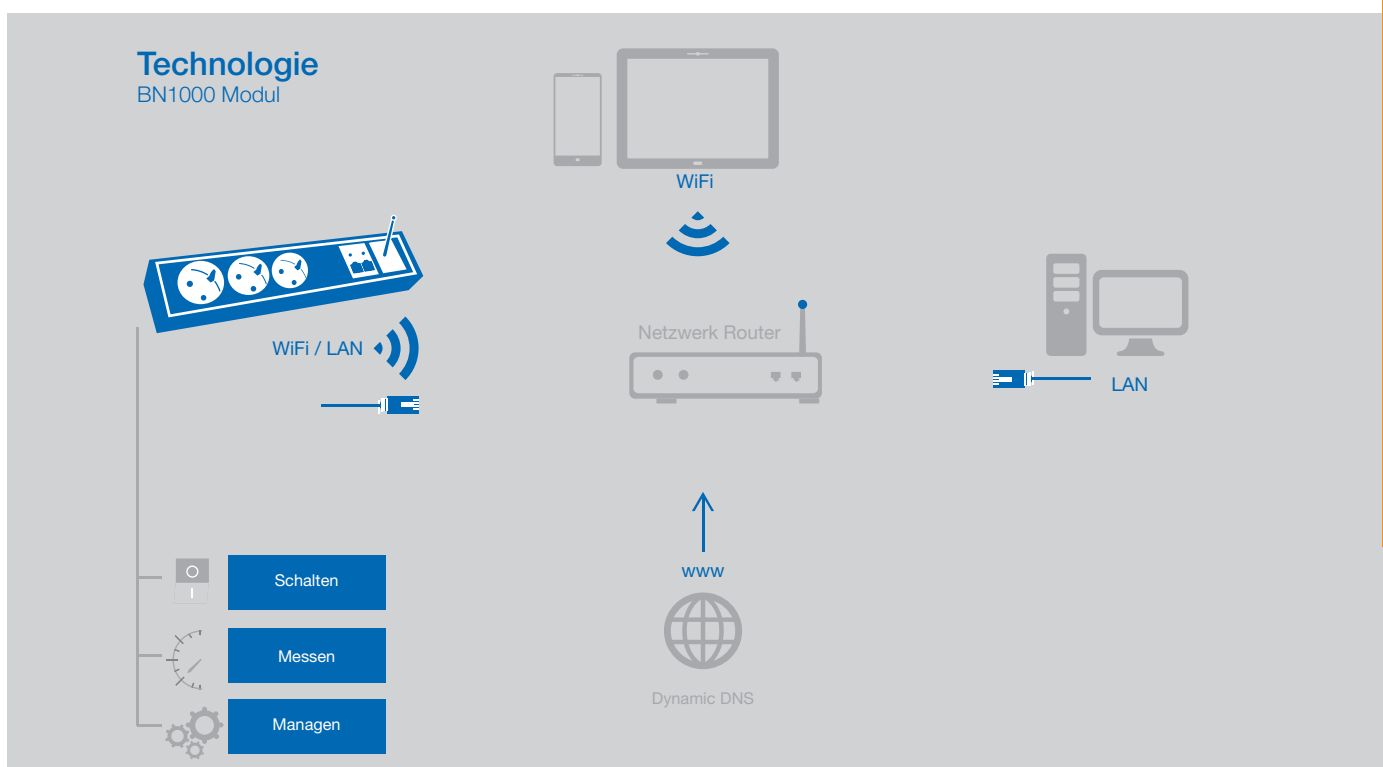 Technologie
BN1000 Modul
WiFi
Netzwerk Router
WiFi / LAN
LAN
www
Schalten
Messen
Dynamic DNS
Managen